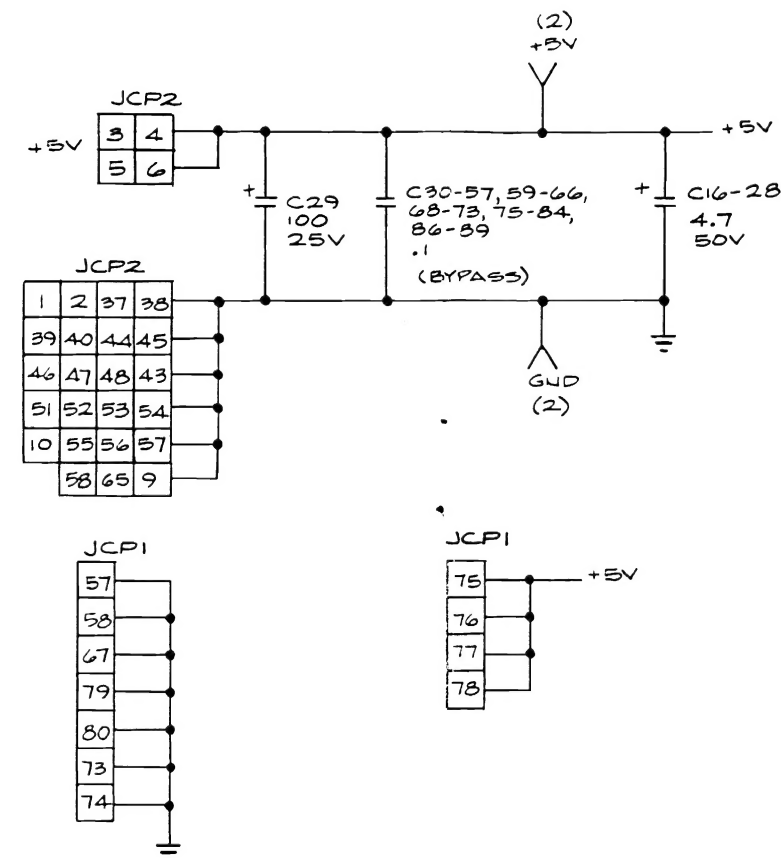 (2)
+5V
JCP2
+5V
3 4
5 6
+5V
+
C29
100
25V
C30-57, 59-66,
68-73, 75-84,
86-89
.1
(BYPASS)
+
C16-28
4.7
50V
JCP2
1 2 37 38
39 40 44 45
46 47 48 43
51 52 53 54
10 55 56 57
58 65 9
GND
(2)
JCP1
57
58
67
79
80
73
74
JCP1
75
76
77
78
+5V